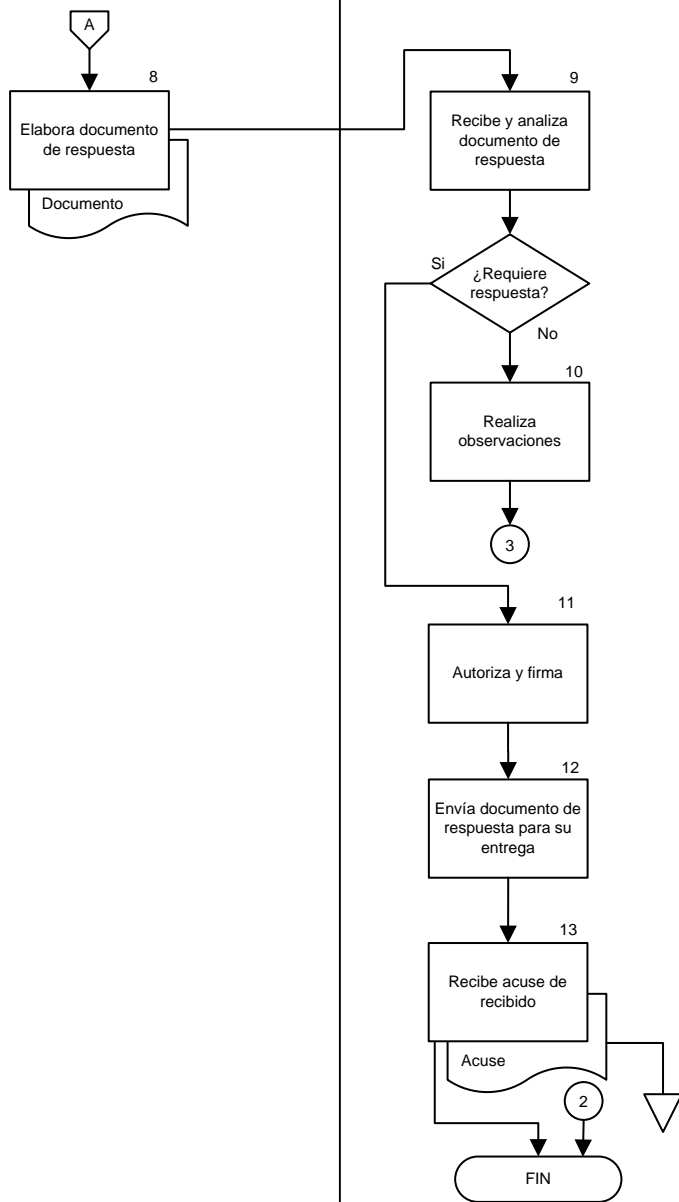 A
8
Elabora documento
de respuesta
Documento
9
Recibe y analiza
documento de
respuesta
¿Requiere
respuesta?
Si
No
10
Realiza
observaciones
3
11
Autoriza y firma
12
Envía documento de
respuesta para su
entrega
13
Recibe acuse de
recibido
Acuse
2
FIN